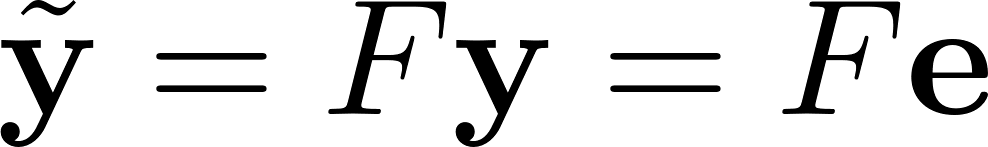 ỹ = Fy = Fe